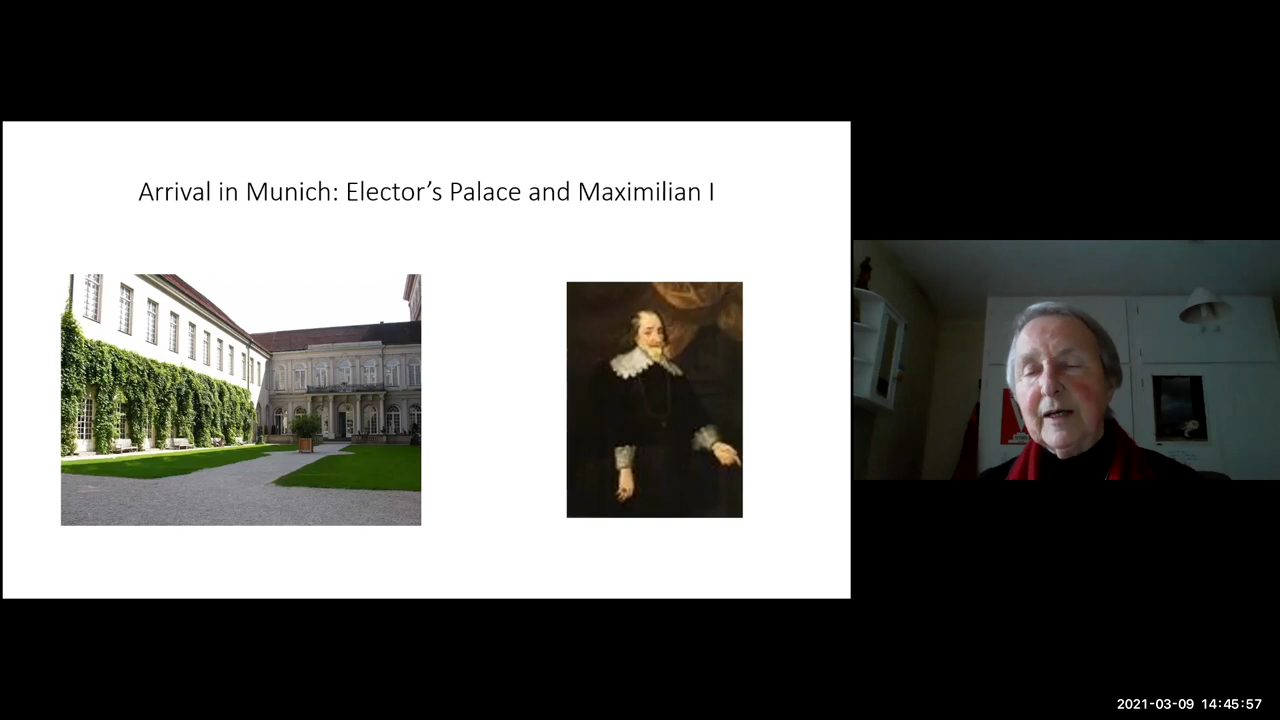 Arrival in Munich: Elector’s Palace and Maximilian I
2021-03-09 14:45:57